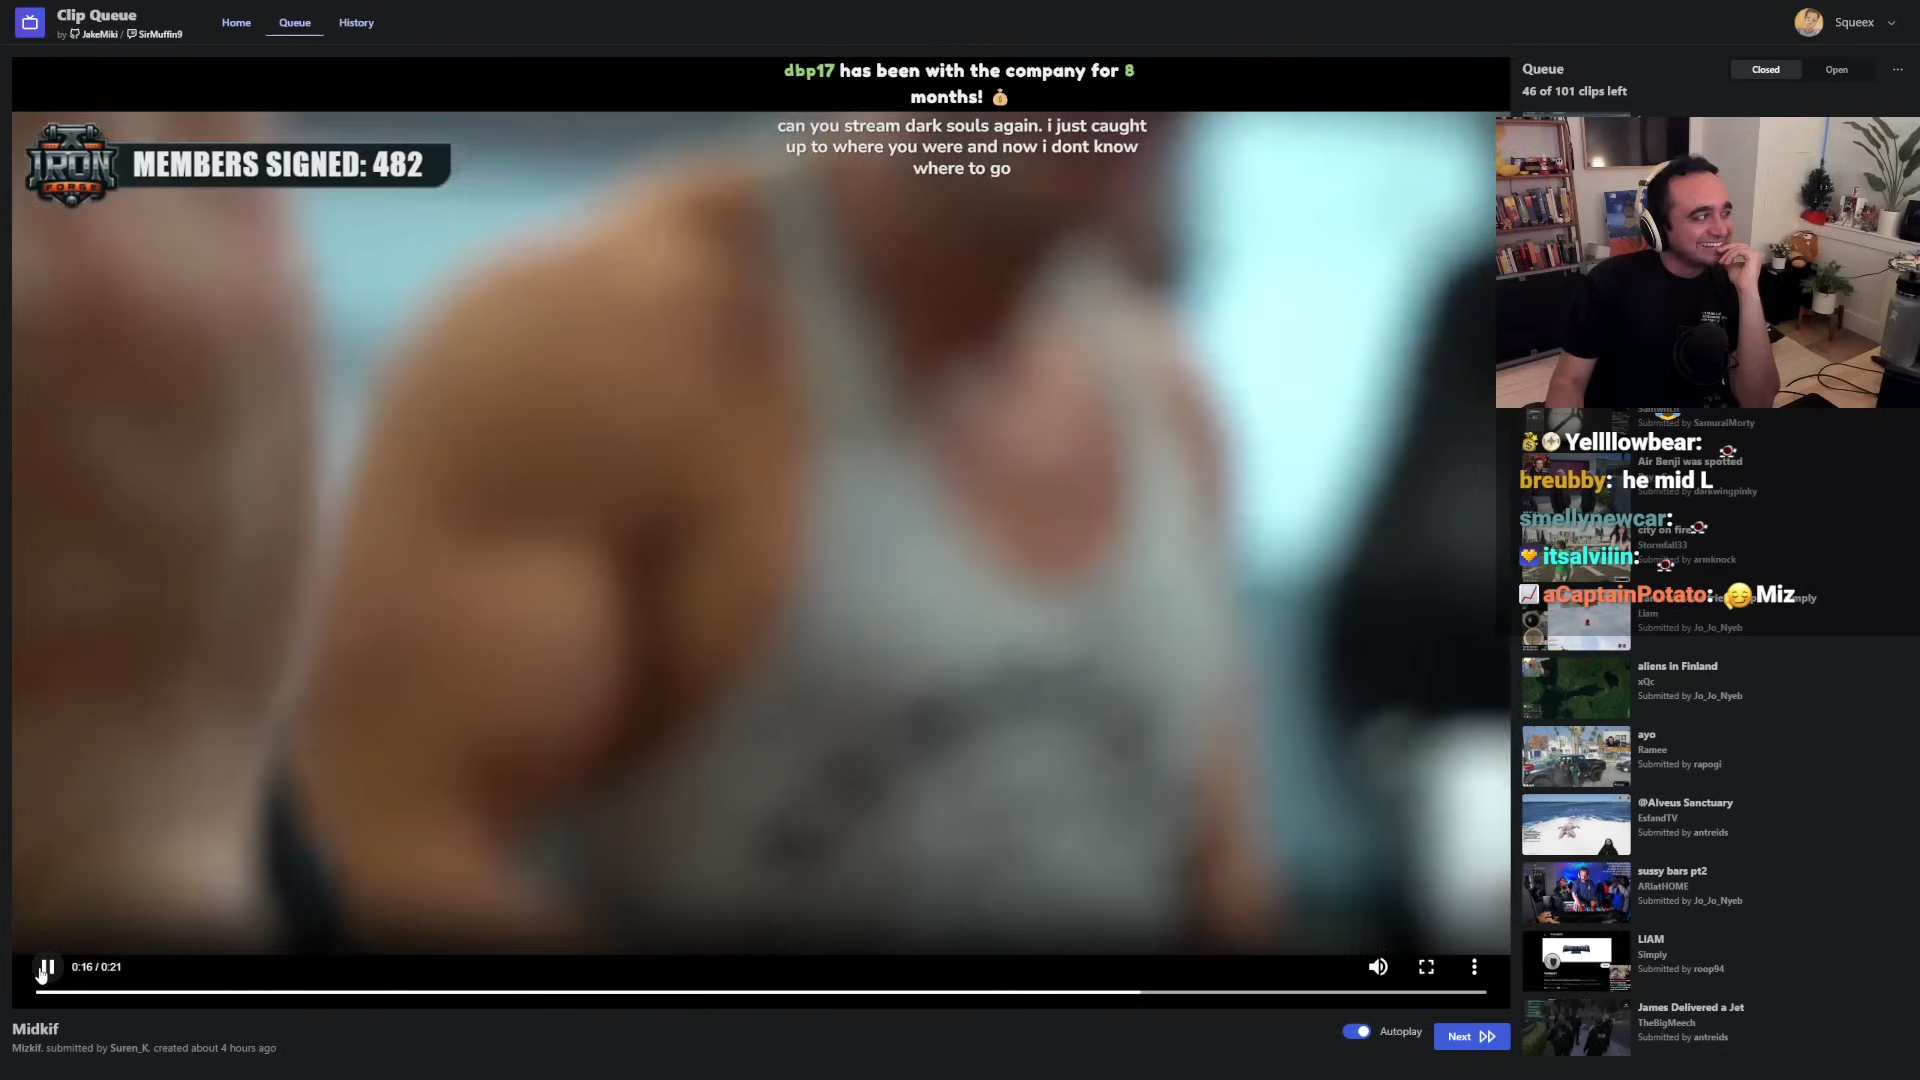 Clip Queue
by JakeMiki / SirMuffin9
Home
Queue
History
Squeex
dbp17 has been with the company for 8
months!
can you stream dark souls again. i just caught
up to where you were and now i dont know
where to go
IRON
FORGE
MEMBERS SIGNED: 482
Queue
Closed
Open
46 of 101 clips left
Submitted by SamuraiMorty
Yellllowbear:
Air Benji was spotted
breubby: he mid L
Submitted by darkwingpinky
smellynewcar:
city on fire
Stormfall33
itsalviiin:
Submitted by armknock
aCaptainPotato: Miz
Liam
Submitted by Jo_Jo_Nyeb
aliens in Finland
xQc
Submitted by Jo_Jo_Nyeb
ayo
Ramee
Submitted by rapogi
@Alveus Sanctuary
EsfandTV
Submitted by antreids
sussy bars pt2
ARIatHOME
Submitted by Jo_Jo_Nyeb
LIAM
Simply
Submitted by roop94
James Delivered a Jet
TheBigMeech
Submitted by antreids
0:16 / 0:21
Midkif
Mizkif, submitted by Suren_K, created about 4 hours ago
Autoplay
Next